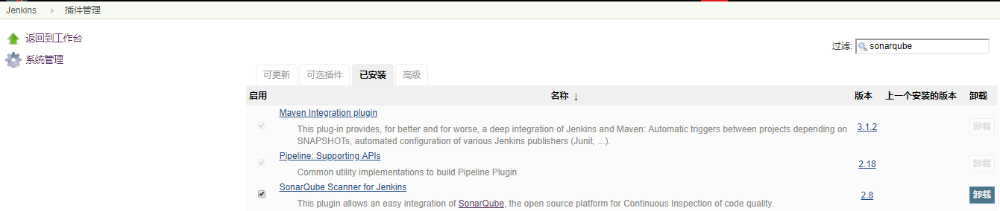 Jenkins 插件管理
返回到工作台
系统管理
过滤: sonarqube
可更新 可选插件 已安装 高级
启用 名称 ↓ 版本 上一个安装的版本 卸载
Maven Integration plugin
This plug-in provides, for better and for worse, a deep integration of Jenkins and Maven: Automatic triggers between projects depending on
SNAPSHOTs, automated configuration of various Jenkins publishers (Junit, ...).
3.1.2 卸载
Pipeline: Supporting APIs
Common utility implementations to build Pipeline Plugin
2.18 卸载
SonarQube Scanner for Jenkins
This plugin allows an easy integration of SonarQube, the open source platform for Continuous Inspection of code quality.
2.8 卸载